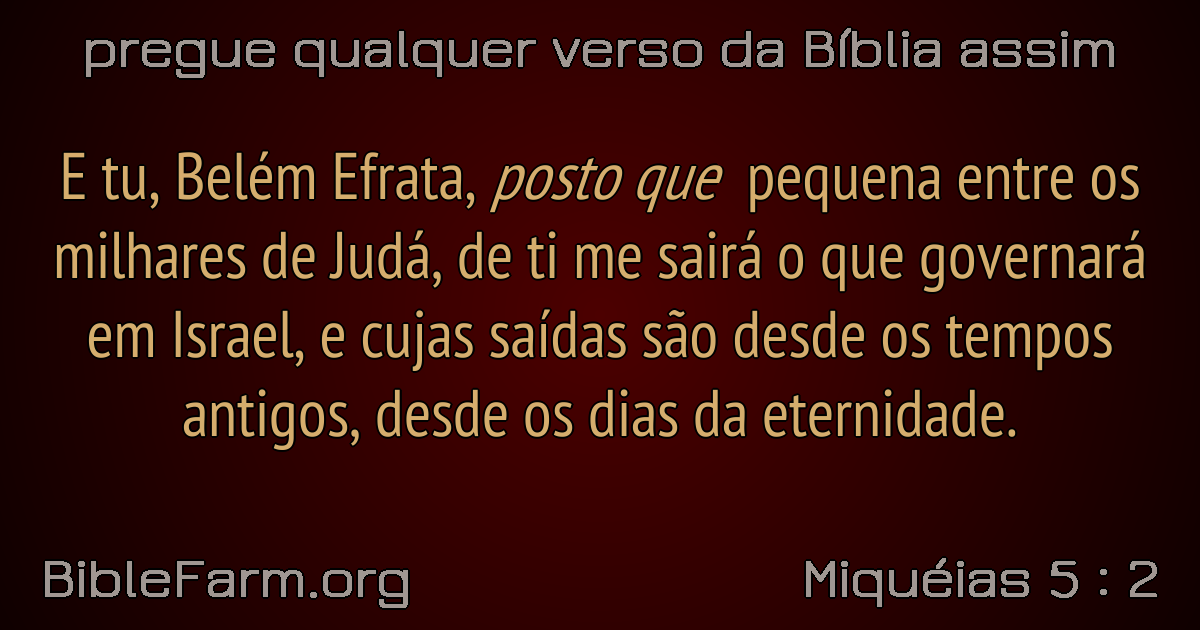 pregue qualquer verso da Bíblia assim
E tu, Belém Efrata, posto que pequena entre os
milhares de Judá, de ti me sairá o que governará
em Israel, e cujas saídas são desde os tempos
antigos, desde os dias da eternidade.
BibleFarm.org
Miquéias 5 : 2